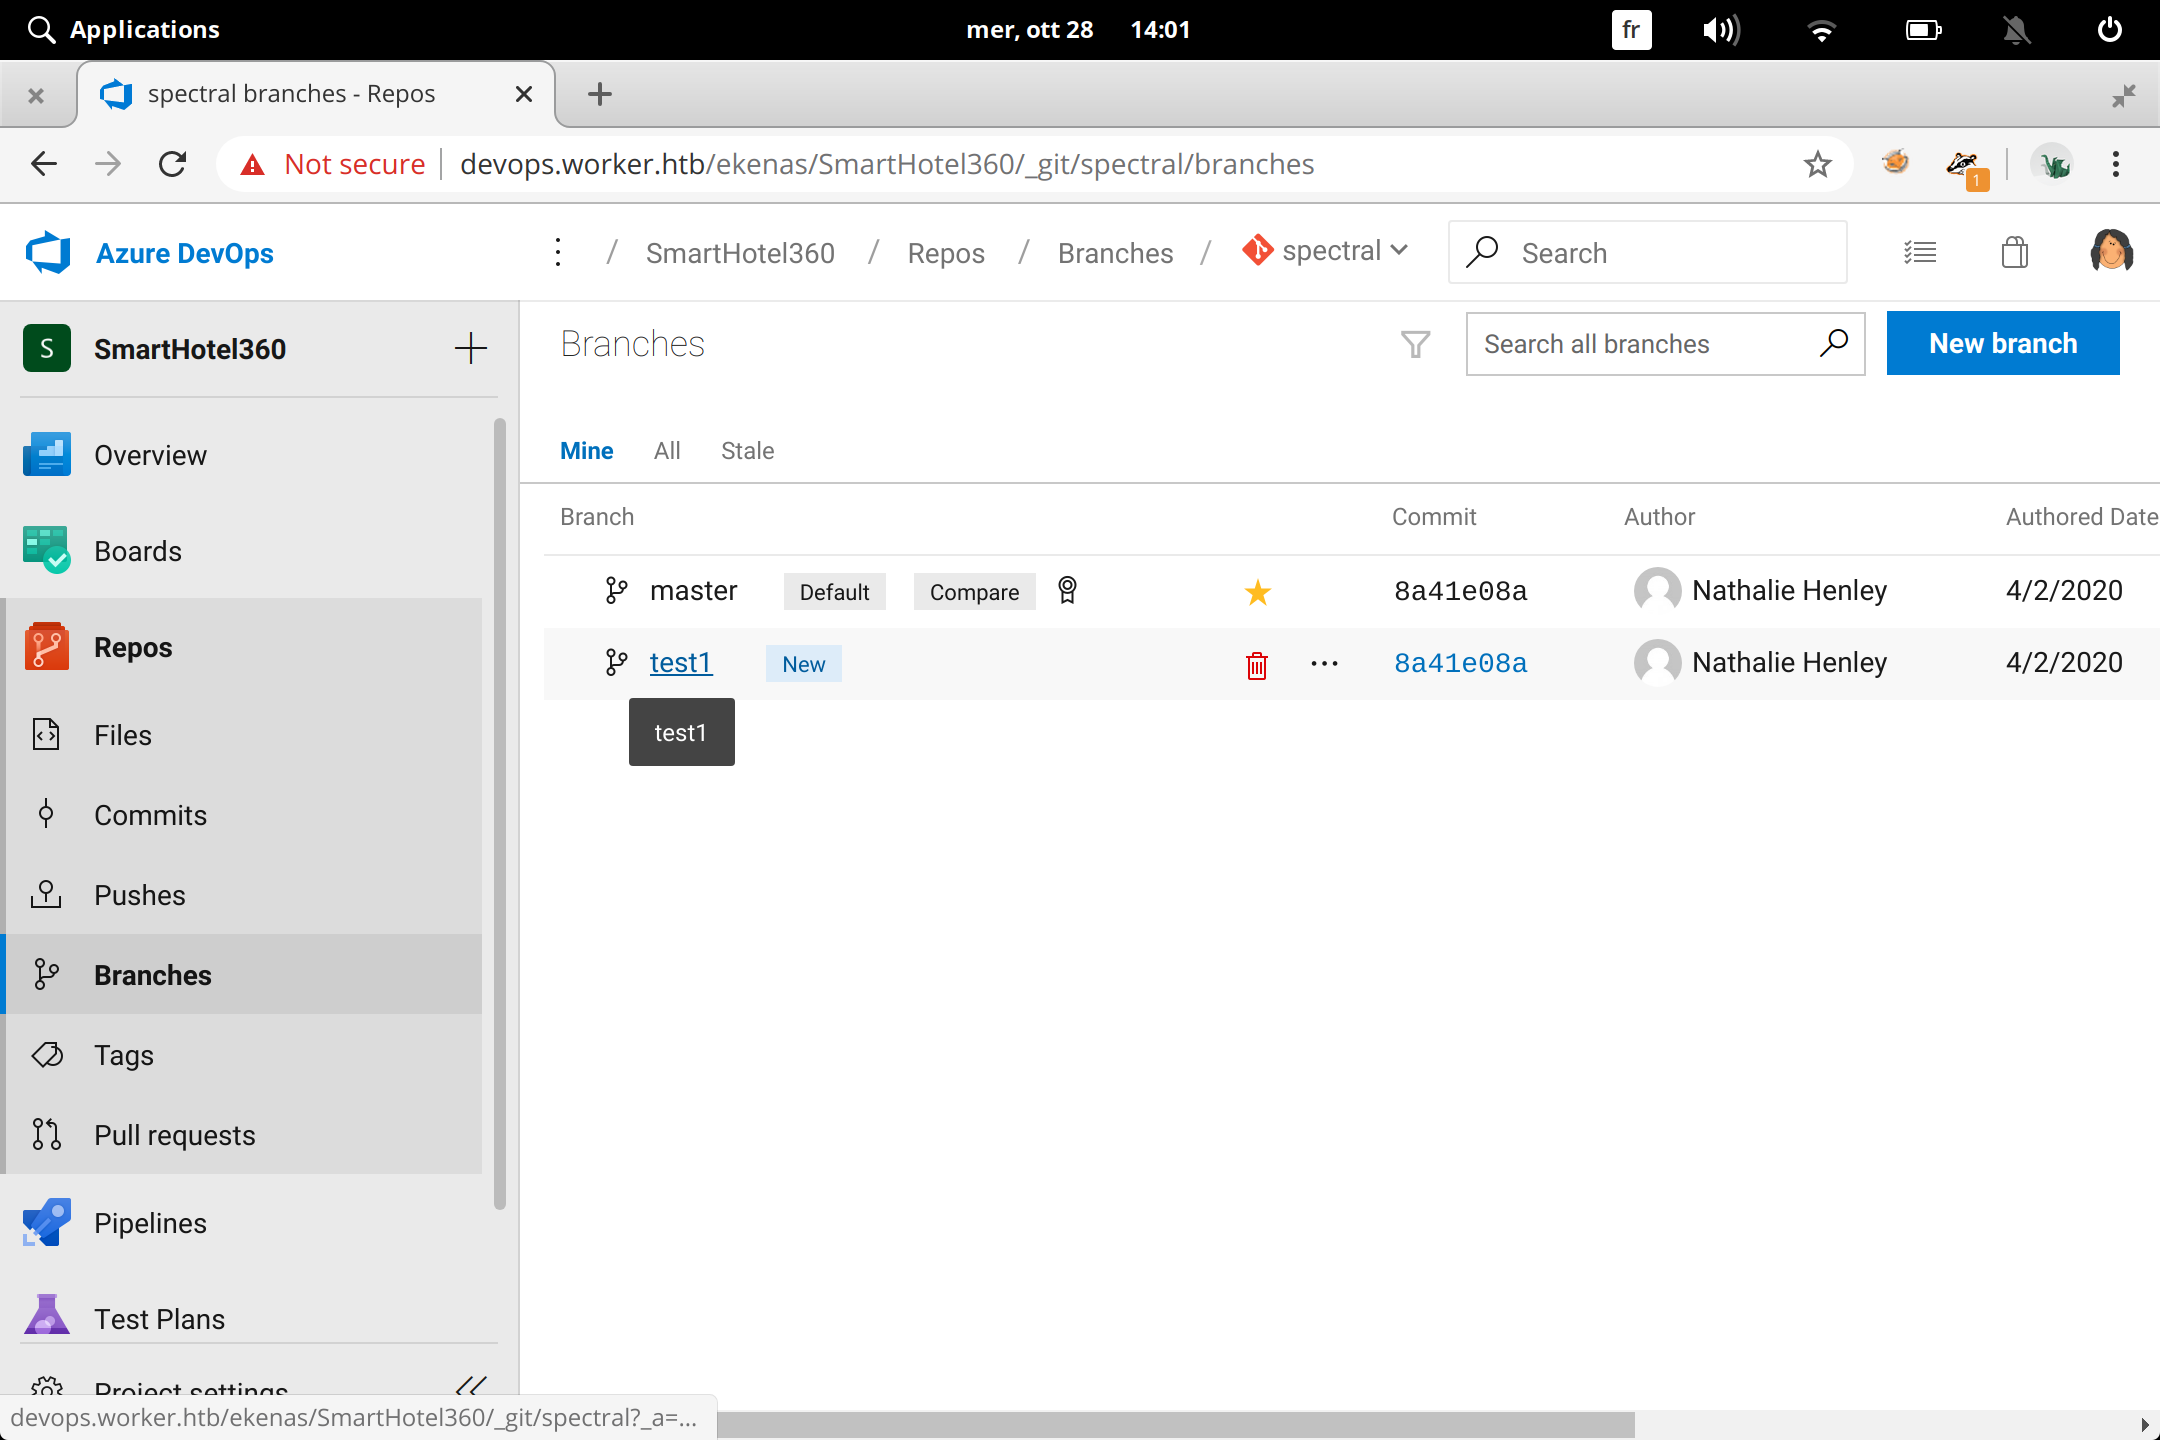 Applications
mer, ott 28 14:01
fr
spectral branches - Repos
Not secure
devops.worker.htb/ekenas/SmartHotel360/_git/spectral/branches
1
Azure DevOps
/ SmartHotel360 / Repos / Branches / spectral
Search
S SmartHotel360
Branches
Search all branches
New branch
Overview
Mine All Stale
Branch Commit Author Authored Date
Boards
master Default Compare 8a41e08a Nathalie Henley 4/2/2020
Repos
test1 New 8a41e08a Nathalie Henley 4/2/2020
test1
Files
Commits
Pushes
Branches
Tags
Pull requests
Pipelines
Test Plans
Project settings
devops.worker.htb/ekenas/SmartHotel360/_git/spectral?_a=...